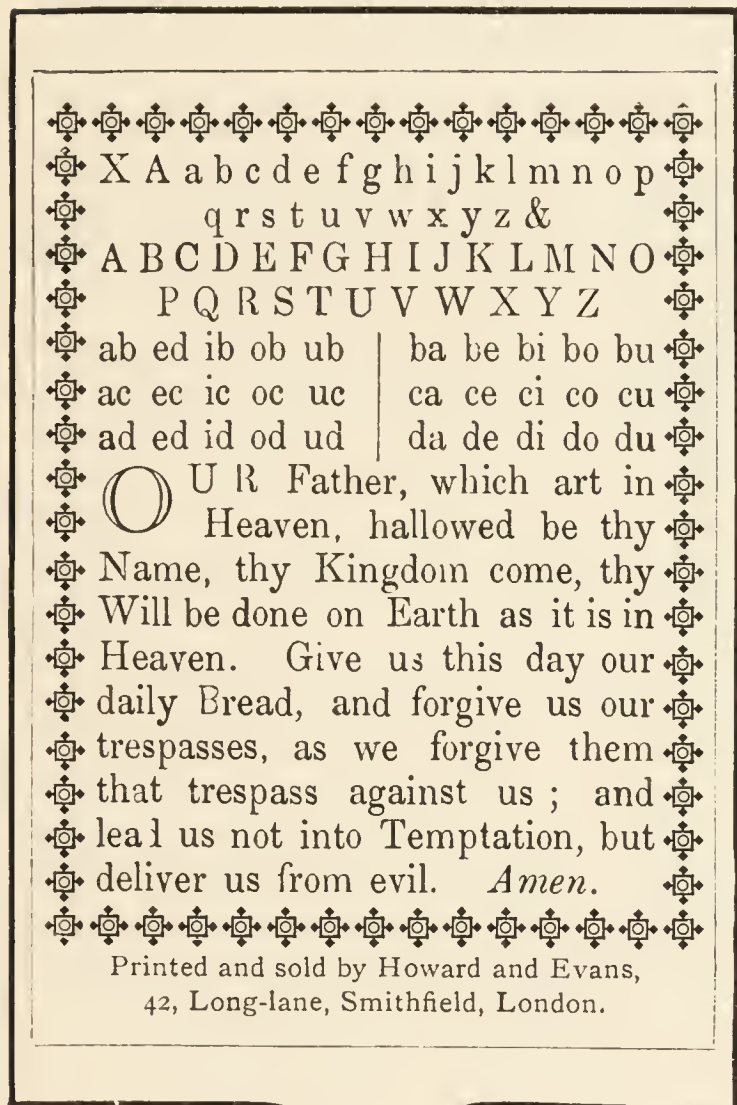 X A a b c d e f g h i j k l m n o p
q r s t u v w x y z &
A B C D E F G H I J K L M N O
P Q R S T U V W X Y Z
ab ed ib ob ub | ba be bi bo bu
ac ec ic oc uc | ca ce ci co cu
ad ed id od ud | da de di do du
OUR Father, which art in
Heaven, hallowed be thy
Name, thy Kingdom come, thy
Will be done on Earth as it is in
Heaven. Give us this day our
daily Bread, and forgive us our
trespasses, as we forgive them
that trespass against us ; and
lead us not into Temptation, but
deliver us from evil. Amen.
Printed and sold by Howard and Evans,
42, Long-lane, Smithfield, London.